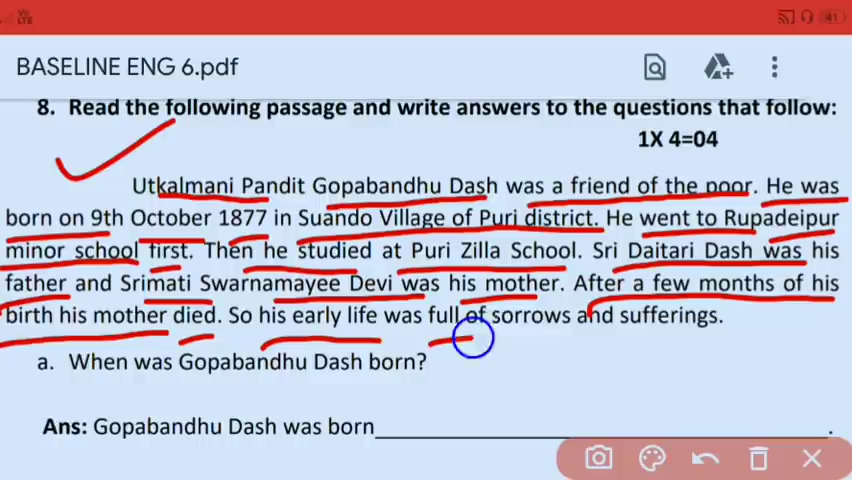 VO
LTE
41
BASELINE ENG 6.pdf
8. Read the following passage and write answers to the questions that follow:
1X 4=04
Utkalmani Pandit Gopabandhu Dash was a friend of the poor. He was
born on 9th October 1877 in Suando Village of Puri district. He went to Rupadeipur
minor school first. Then he studied at Puri Zilla School. Sri Daitari Dash was his
father and Srimati Swarnamayee Devi was his mother. After a few months of his
birth his mother died. So his early life was full of sorrows and sufferings.
a. When was Gopabandhu Dash born?
Ans: Gopabandhu Dash was born____________________.